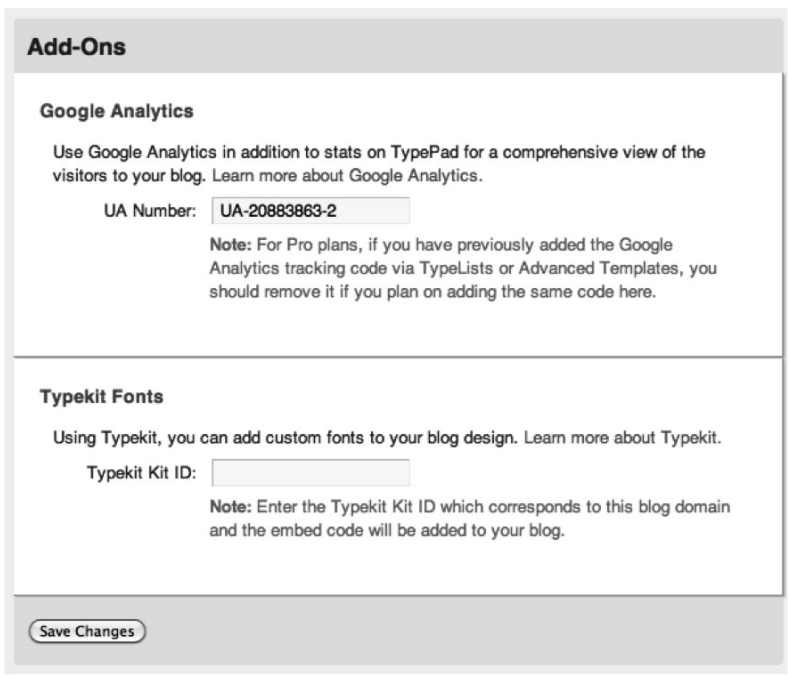 Add-Ons
Google Analytics
Use Google Analytics in addition to stats on TypePad for a comprehensive view of the
visitors to your blog. Learn more about Google Analytics.
UA Number: UA-20883863-2
Note: For Pro plans, if you have previously added the Google
Analytics tracking code via TypeLists or Advanced Templates, you
should remove it if you plan on adding the same code here.
Typekit Fonts
Using Typekit, you can add custom fonts to your blog design. Learn more about Typekit.
Typekit Kit ID:
Note: Enter the Typekit Kit ID which corresponds to this blog domain
and the embed code will be added to your blog.
Save Changes